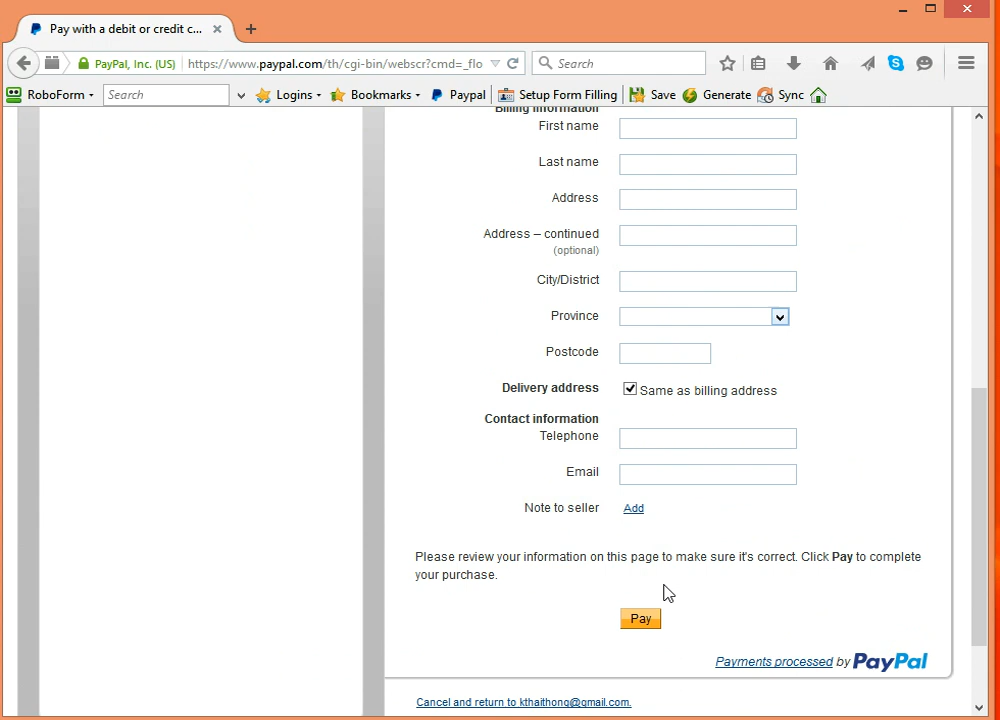 Pay with a debit or credit c...
PayPal, Inc. (US) https://www.paypal.com/th/cgi-bin/webscr?cmd=_flo Search
RoboForm Search Logins Bookmarks Paypal Setup Form Filling Save Generate Sync
Billing information
First name
Last name
Address
Address – continued
(optional)
City/District
Province
Postcode
Delivery address Same as billing address
Contact information
Telephone
Email
Note to seller Add
Please review your information on this page to make sure it's correct. Click Pay to complete
your purchase.
Pay
Payments processed by PayPal
Cancel and return to kthaithong@gmail.com.